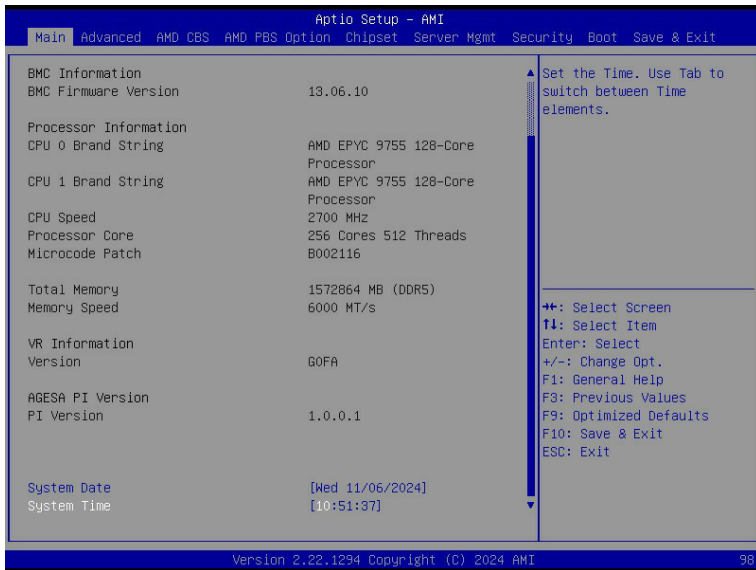 Aptio Setup – AMI
Main Advanced AMD CBS AMD PBS Option Chipset Server Mgmt Security Boot Save & Exit
BMC Information
BMC Firmware Version 13.06.10
Processor Information
CPU 0 Brand String AMD EPYC 9755 128-Core
Processor
CPU 1 Brand String AMD EPYC 9755 128-Core
Processor
CPU Speed 2700 MHz
Processor Core 256 Cores 512 Threads
Microcode Patch B002116
Total Memory 1572864 MB (DDR5)
Memory Speed 6000 MT/s
VR Information
Version G0FA
AGESA PI Version
PI Version 1.0.0.1
System Date [Wed 11/06/2024]
System Time [10:51:37]
Set the Time. Use Tab to
switch between Time
elements.
→←: Select Screen
↑↓: Select Item
Enter: Select
+/-: Change Opt.
F1: General Help
F3: Previous Values
F9: Optimized Defaults
F10: Save & Exit
ESC: Exit
Version 2.22.1294 Copyright (C) 2024 AMI
98